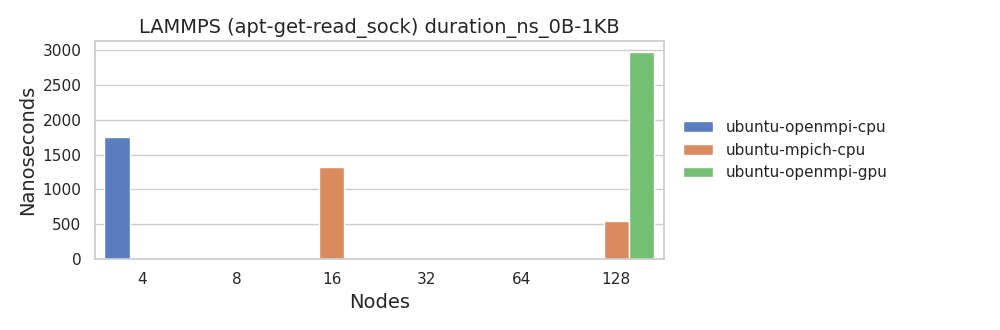 LAMMPS (apt-get-read_sock) duration_ns_0B-1KB
Nanoseconds
3000
2500
2000
1500
1000
500
0
4 8 16 32 64 128
Nodes
ubuntu-openmpi-cpu
ubuntu-mpich-cpu
ubuntu-openmpi-gpu